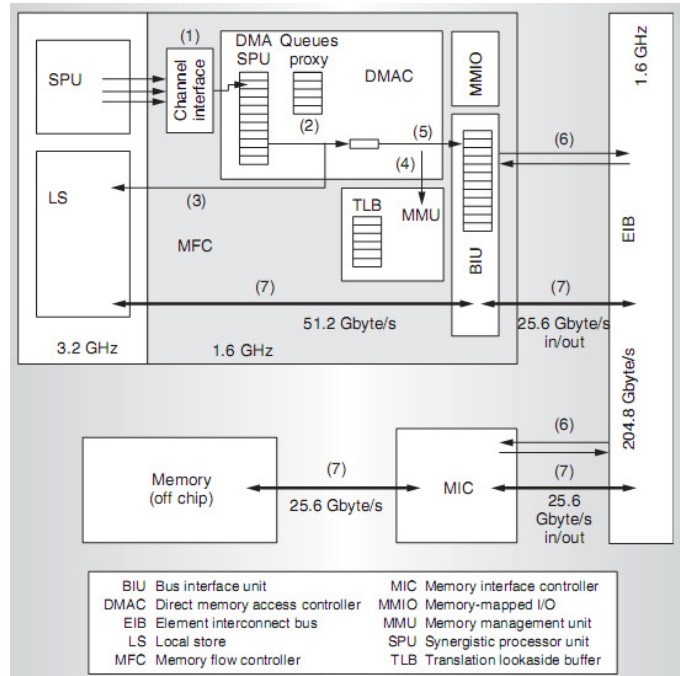 SPU
(1)
Channel
interface
DMA
SPU
Queues
proxy
(2)
DMAC
MMIO
(5)
(4)
(3)
LS
MFC
TLB
MMU
BIU
(6)
1.6 GHz
EIB
204.8 Gbyte/s
(7)
51.2 Gbyte/s
(7)
25.6 Gbyte/s
in/out
3.2 GHz
1.6 GHz
Memory
(off chip)
(7)
25.6 Gbyte/s
MIC
(6)
(7)
25.6
Gbyte/s
in/out
BIU Bus interface unit
DMAC Direct memory access controller
EIB Element interconnect bus
LS Local store
MFC Memory flow controller
MIC Memory interface controller
MMIO Memory-mapped I/O
MMU Memory management unit
SPU Synergistic processor unit
TLB Translation lookaside buffer